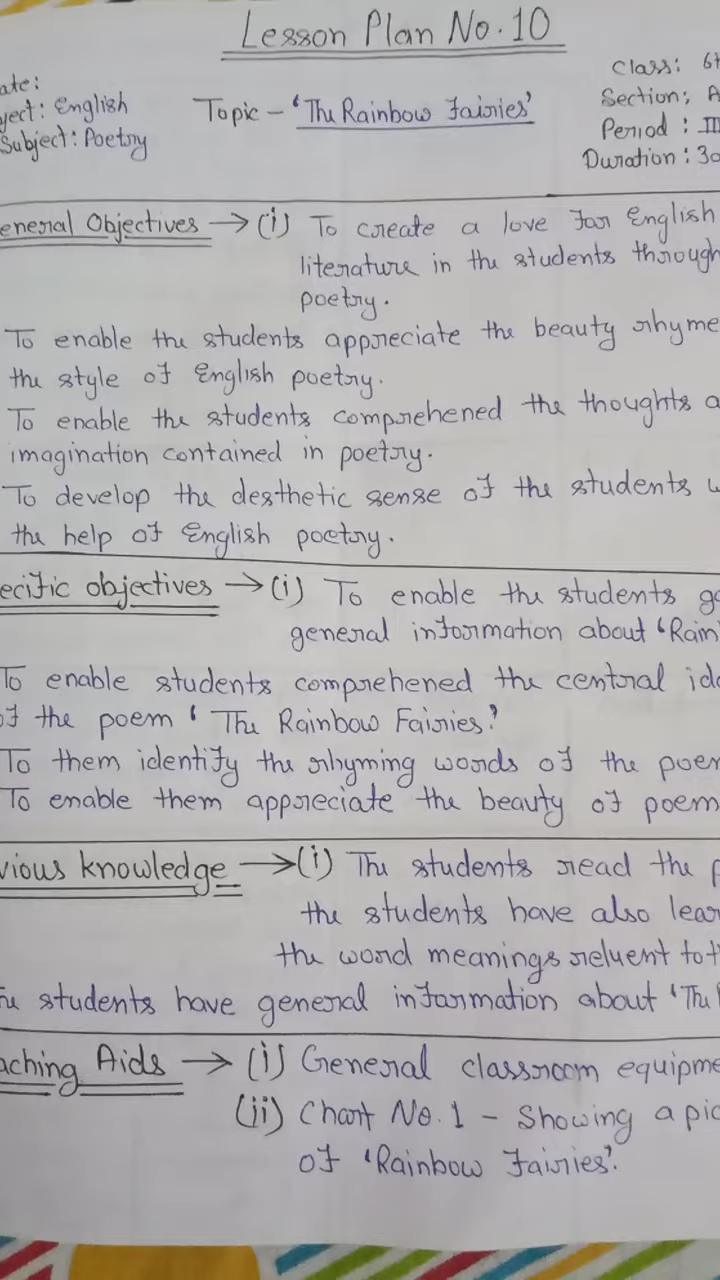 Lesson Plan No. 10
ate:
ject: English
Subject: Poetry
Topic - 'The Rainbow Fairies'
Class: 6t
Section: A
Period : III
Duration : 30
eneral Objectives → (i) To create a love for English
literature in the students through
poetry.
To enable the students appreciate the beauty rhyme
the style of English poetry.
To enable the students comprehened the thoughts a
imagination contained in poetry.
To develop the desthetic sense of the students w
the help of English poetry.
ecific objectives → (i) To enable the students g
general information about 'Rain
To enable students comprehened the central ide
of the poem 'The Rainbow Fairies'.
To them identify the rhyming words of the poem
To enable them appreciate the beauty of poem
vious knowledge → (i) The students read the p
the students have also lear
the word meanings reluent to t
The students have general information about 'The
aching Aids → (i) General classroom equipme
(ii) Chart No. 1 - Showing a pic
of 'Rainbow Fairies'.